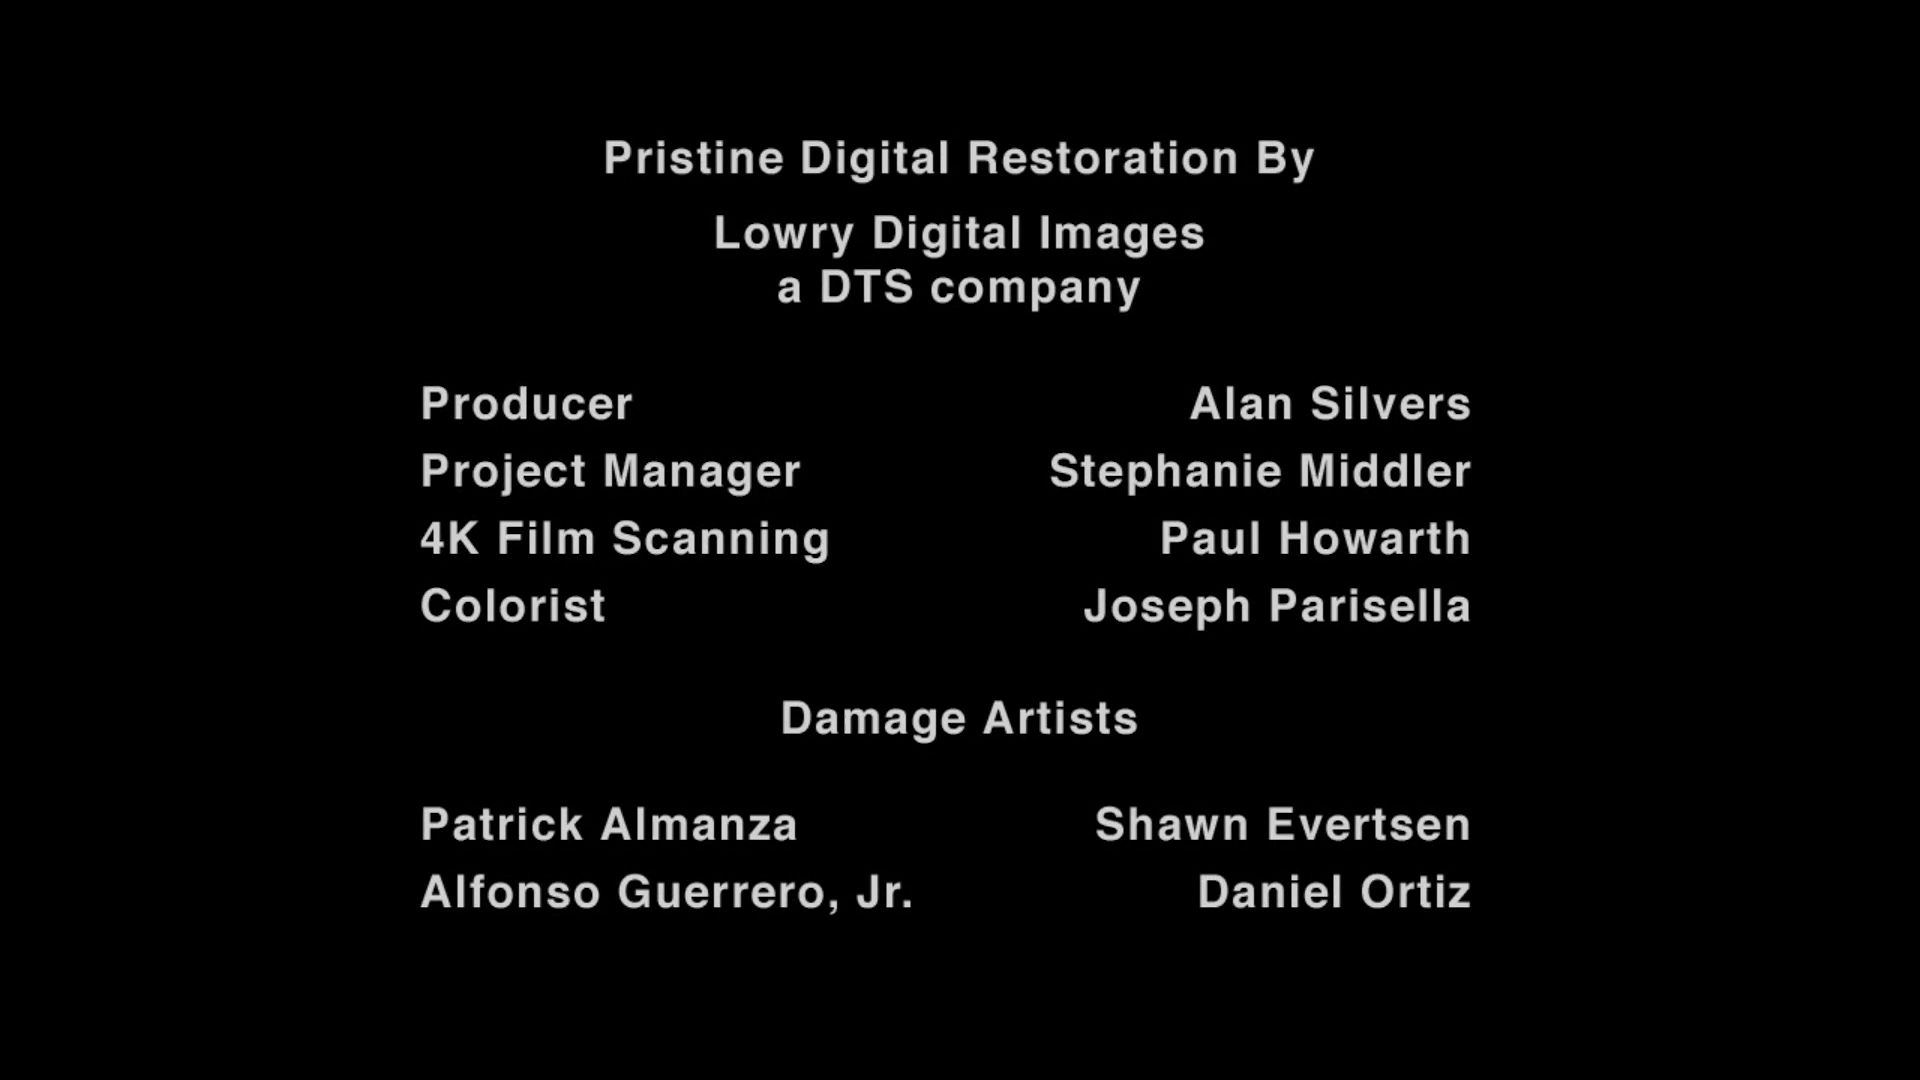 Pristine Digital Restoration By
Lowry Digital Images
a DTS company
Producer Alan Silvers
Project Manager Stephanie Middler
4K Film Scanning Paul Howarth
Colorist Joseph Parisella
Damage Artists
Patrick Almanza Shawn Evertsen
Alfonso Guerrero, Jr. Daniel Ortiz